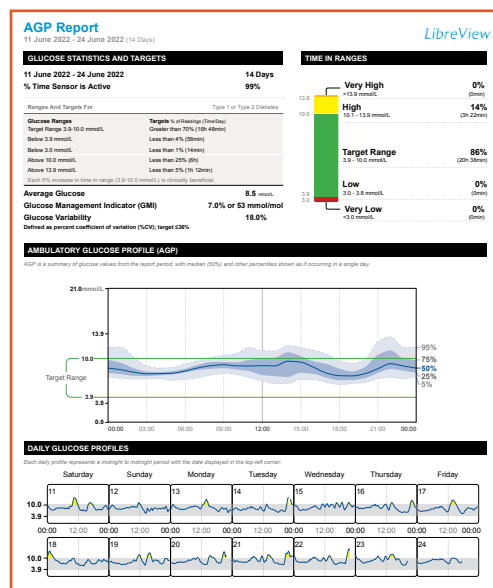 AGP Report
LibreView
11 June 2022 - 24 June 2022 (14 Days)
GLUCOSE STATISTICS AND TARGETS
11 June 2022 - 24 June 2022 14 Days
% Time Sensor is Active 99%
Ranges And Targets For Type 1 or Type 2 Diabetes
Glucose Ranges Targets % of Readings (Time/Day)
Target Range 3.9-10.0 mmol/L Greater than 70% (16h 48min)
Below 3.9 mmol/L Less than 4% (58min)
Below 3.0 mmol/L Less than 1% (14min)
Above 10.0 mmol/L Less than 25% (6h)
Above 13.9 mmol/L Less than 5% (1h 12min)
Each 5% increase in time in range (3.9-10.0 mmol/L) is clinically beneficial.
Average Glucose 8.5 mmol/L
Glucose Management Indicator (GMI) 7.0% or 53 mmol/mol
Glucose Variability 18.0%
Defined as percent coefficient of variation (%CV); target ≤36%
TIME IN RANGES
Very High 0%
>13.9 mmol/L (0min)
13.9
High 14%
10.0 10.1 - 13.9 mmol/L (3h 22min)
Target Range 86%
3.9 - 10.0 mmol/L (20h 38min)
Low 0%
3.0 - 3.8 mmol/L (0min)
3.9
3.0
Very Low 0%
<3.0 mmol/L (0min)
AMBULATORY GLUCOSE PROFILE (AGP)
AGP is a summary of glucose values from the report period, with median (50%) and other percentiles shown as if occurring in a single day.
21.0 mmol/L
13.9
95%
10.0 75%
50%
Target Range 25%
5%
3.9
3.0
0.0
00:00 03:00 06:00 09:00 12:00 15:00 18:00 21:00 00:00
DAILY GLUCOSE PROFILES
Each daily profile represents a midnight to midnight period with the date displayed in the top-left corner.
Saturday Sunday Monday Tuesday Wednesday Thursday Friday
11 12 13 14 15 16 17
10.0
3.9
00:00 12:00 00:00 12:00 00:00 12:00 00:00 12:00 00:00 12:00 00:00 12:00 00:00 12:00 00:00
18 19 20 21 22 23 24
10.0
3.9